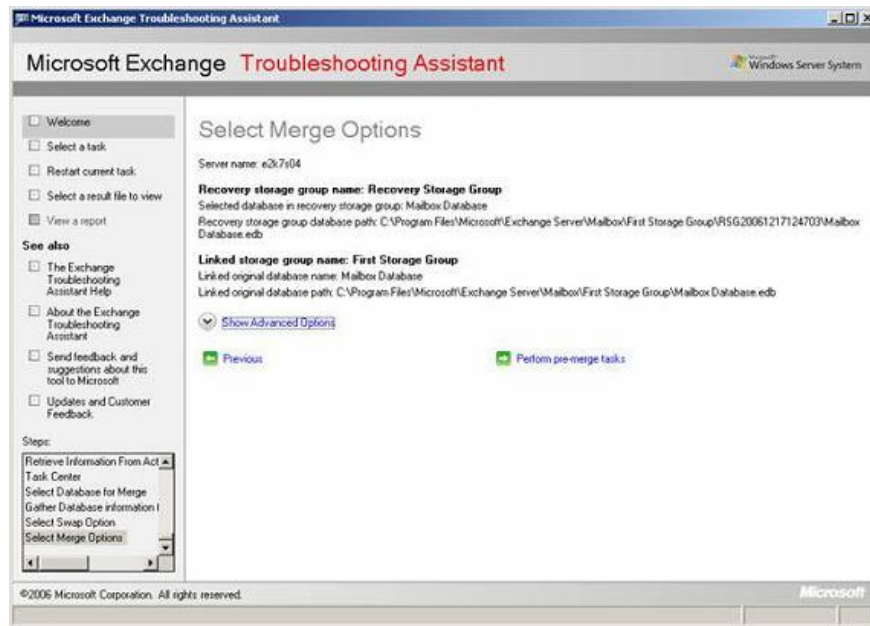 Microsoft Exchange Troubleshooting Assistant
Microsoft Exchange Troubleshooting Assistant
Microsoft
Windows Server System
Welcome
Select a task
Restart current task
Select a result file to view
View a report
See also
The Exchange
Troubleshooting
Assistant Help
About the Exchange
Troubleshooting
Assistant
Send feedback and
suggestions about this
tool to Microsoft
Updates and Customer
Feedback
Steps:
Retrieve Information From Act
Task Center
Select Database for Merge
Gather Database information
Select Swap Option
Select Merge Options
Select Merge Options
Server name: e2k7s04
Recovery storage group name: Recovery Storage Group
Selected database in recovery storage group: Mailbox Database
Recovery storage group database path: C:\Program Files\Microsoft\Exchange Server\Mailbox\First Storage Group\RSG20061217124703\Mailbox
Database.edb
Linked storage group name: First Storage Group
Linked original database name: Mailbox Database
Linked original database path: C:\Program Files\Microsoft\Exchange Server\Mailbox\First Storage Group\Mailbox Database.edb
Show Advanced Options
Previous
Perform pre-merge tasks
©2006 Microsoft Corporation. All rights reserved.
Microsoft